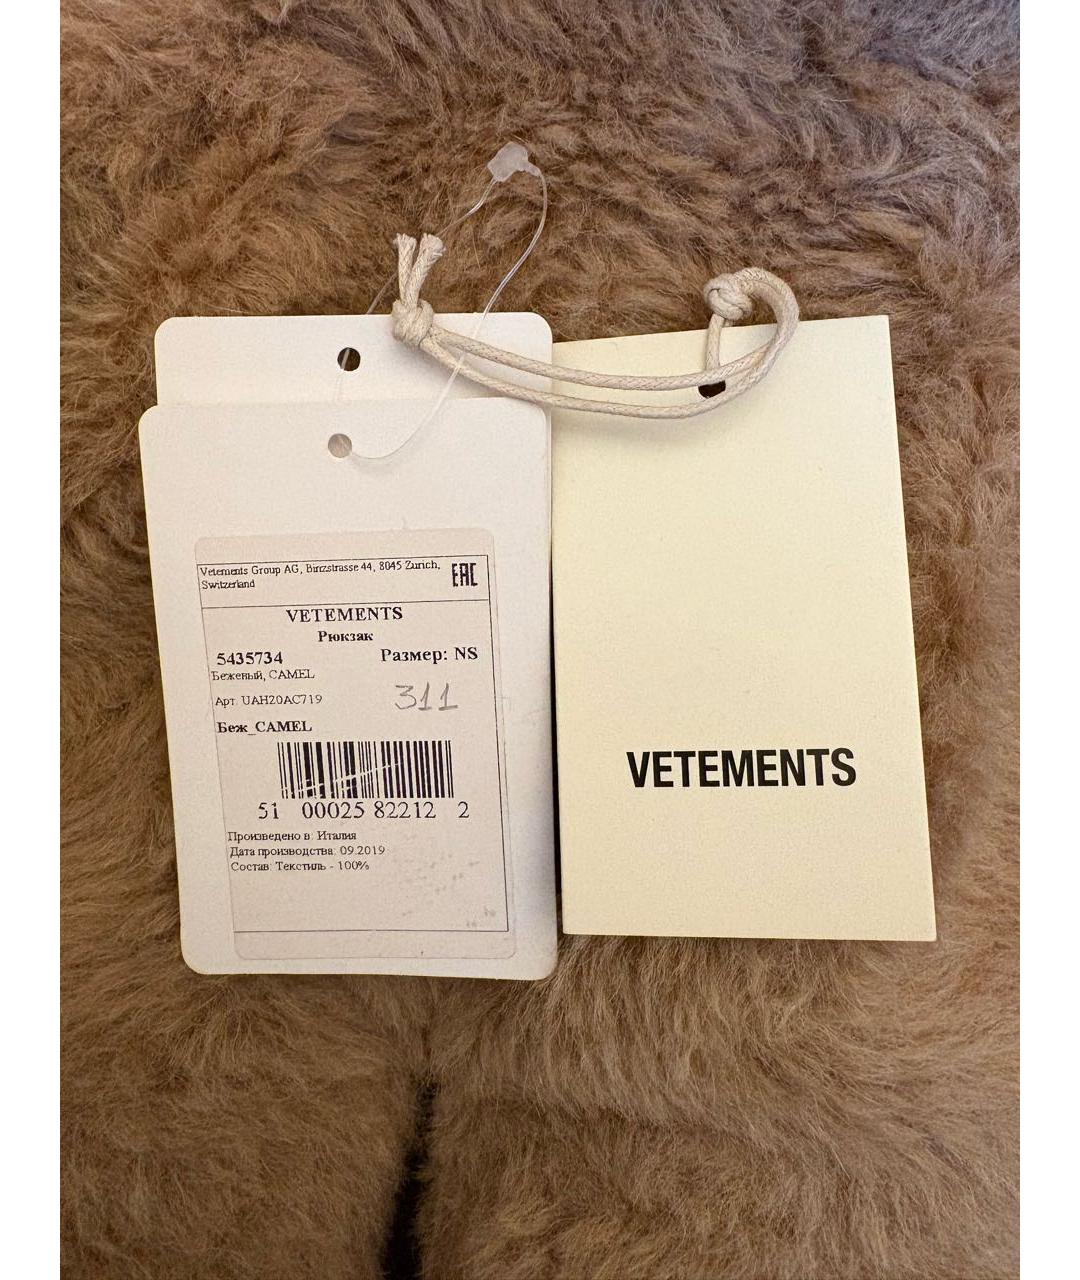 Vetements Group AG, Binzstrasse 44, 8045 Zurich,
Switzerland
EAC
VETEMENTS
Рюкзак
5435734 Размер: NS
Бежевый, CAMEL
Арт. UAH20AC719
311
Беж_CAMEL
51 00025 82212 2
Произведено в: Италия
Дата производства: 09.2019
Состав: Текстиль - 100%
VETEMENTS